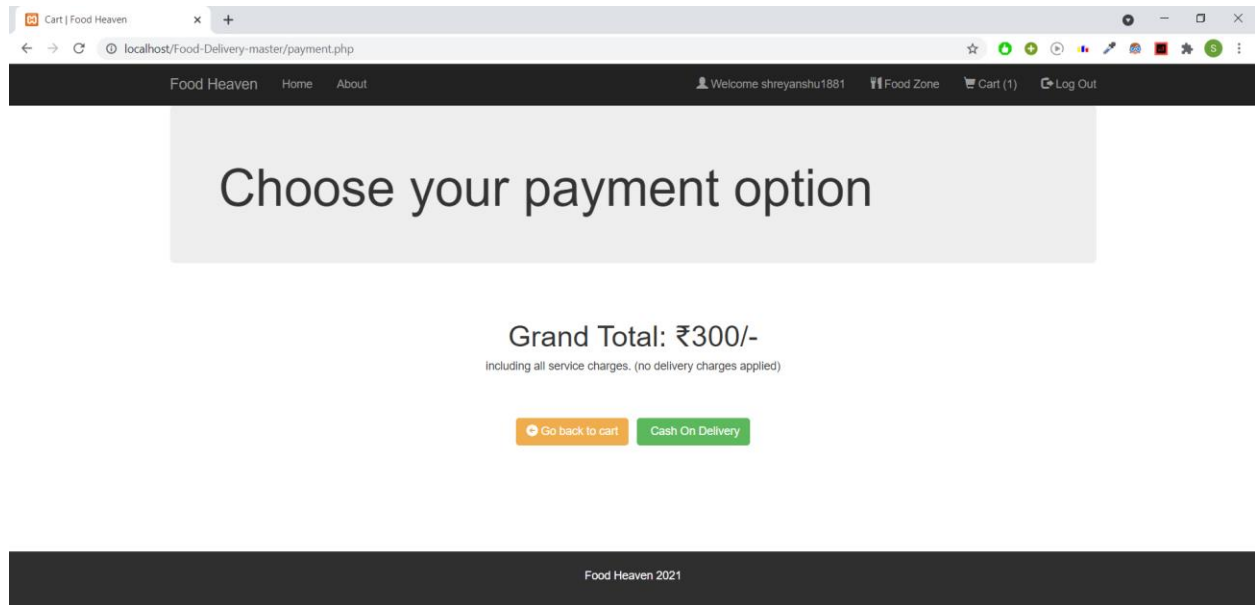 Cart | Food Heaven
localhost/Food-Delivery-master/payment.php
S
Food Heaven Home About Welcome shreyanshu1881 Food Zone Cart (1) Log Out
Choose your payment option
Grand Total: ₹300/-
including all service charges. (no delivery charges applied)
Go back to cart Cash On Delivery
Food Heaven 2021